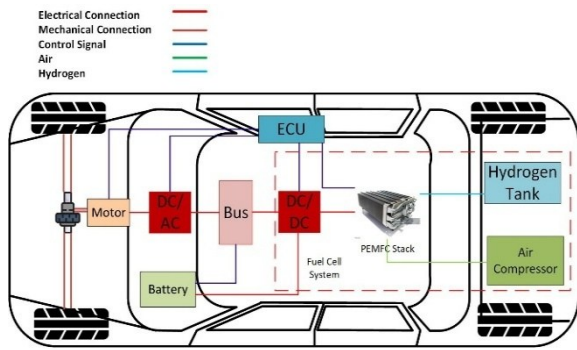 Electrical Connection
Mechanical Connection
Control Signal
Air
Hydrogen
ECU
Hydrogen
Tank
Motor
DC/
AC
Bus
DC/
DC
PEMFC Stack
Fuel Cell
System
Air
Compressor
Battery